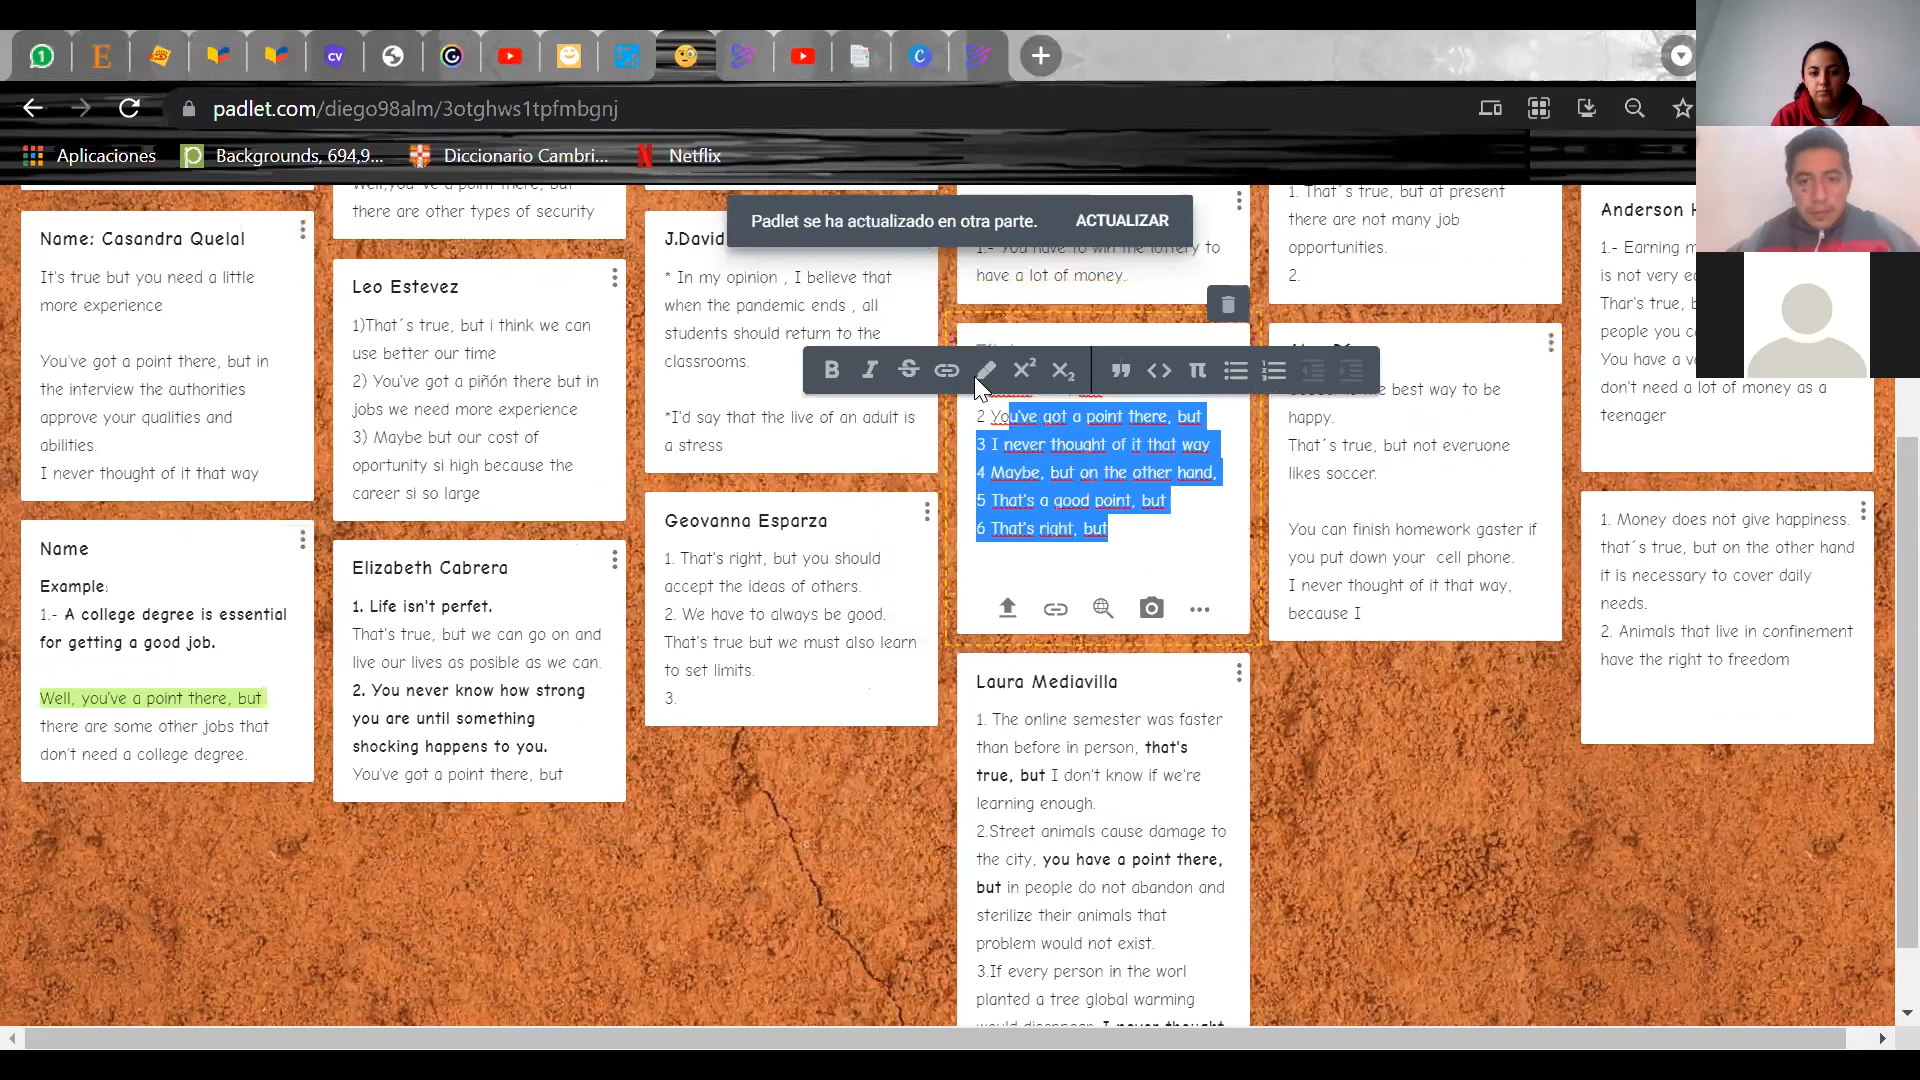 padlet.com/diego98alm/3otghws1tpfmbgnj
Aplicaciones
Backgrounds, 694,9...
Diccionario Cambri...
Netflix
Padlet se ha actualizado en otra parte.
ACTUALIZAR
Name: Casandra Quelal
It's true but you need a little
more experience
You've got a point there, but in
the interview the authorities
approve your qualities and
abilities.
I never thought of it that way
Name
Example:
1.- A college degree is essential
for getting a good job.
Well, you've a point there, but
there are some other jobs that
don't need a college degree.
Well,you've a point there, but
there are other types of security
Leo Estevez
1)That´s true, but i think we can
use better our time
2) You've got a piñón there but in
jobs we need more experience
3) Maybe but our cost of
oportunity si high because the
career si so large
Elizabeth Cabrera
1. Life isn't perfet.
That's true, but we can go on and
live our lives as posible as we can.
2. You never know how strong
you are until something
shocking happens to you.
You've got a point there, but
J.David
* In my opinion , I believe that
when the pandemic ends , all
students should return to the
classrooms.
*I'd say that the live of an adult is
a stress
Geovanna Esparza
1. That's right, but you should
accept the ideas of others.
2. We have to always be good.
That's true but we must also learn
to set limits.
3.
1.- You have to win the lottery to
have a lot of money.
2 You've got a point there, but
3 I never thought of it that way
4 Maybe, but on the other hand,
5 That's a good point, but
6 That's right, but
Laura Mediavilla
1. The online semester was faster
than before in person, that's
true, but I don't know if we're
learning enough.
2.Street animals cause damage to
the city, you have a point there,
but in people do not abandon and
sterilize their animals that
problem would not exist.
3.If every person in the worl
planted a tree global warming
would disappear, I never thought
1. That´s true, but at present
there are not many job
opportunities.
2.
best way to be
happy.
That´s true, but not everyone
likes soccer.
You can finish homework gaster if
you put down your cell phone.
I never thought of it that way,
because I
Anderson
1.- Earning
is not very
Thar's true,
people you
You have a
don't need a lot of money as a
teenager
1. Money does not give happiness.
that´s true, but on the other hand
it is necessary to cover daily
needs.
2. Animals that live in confinement
have the right to freedom